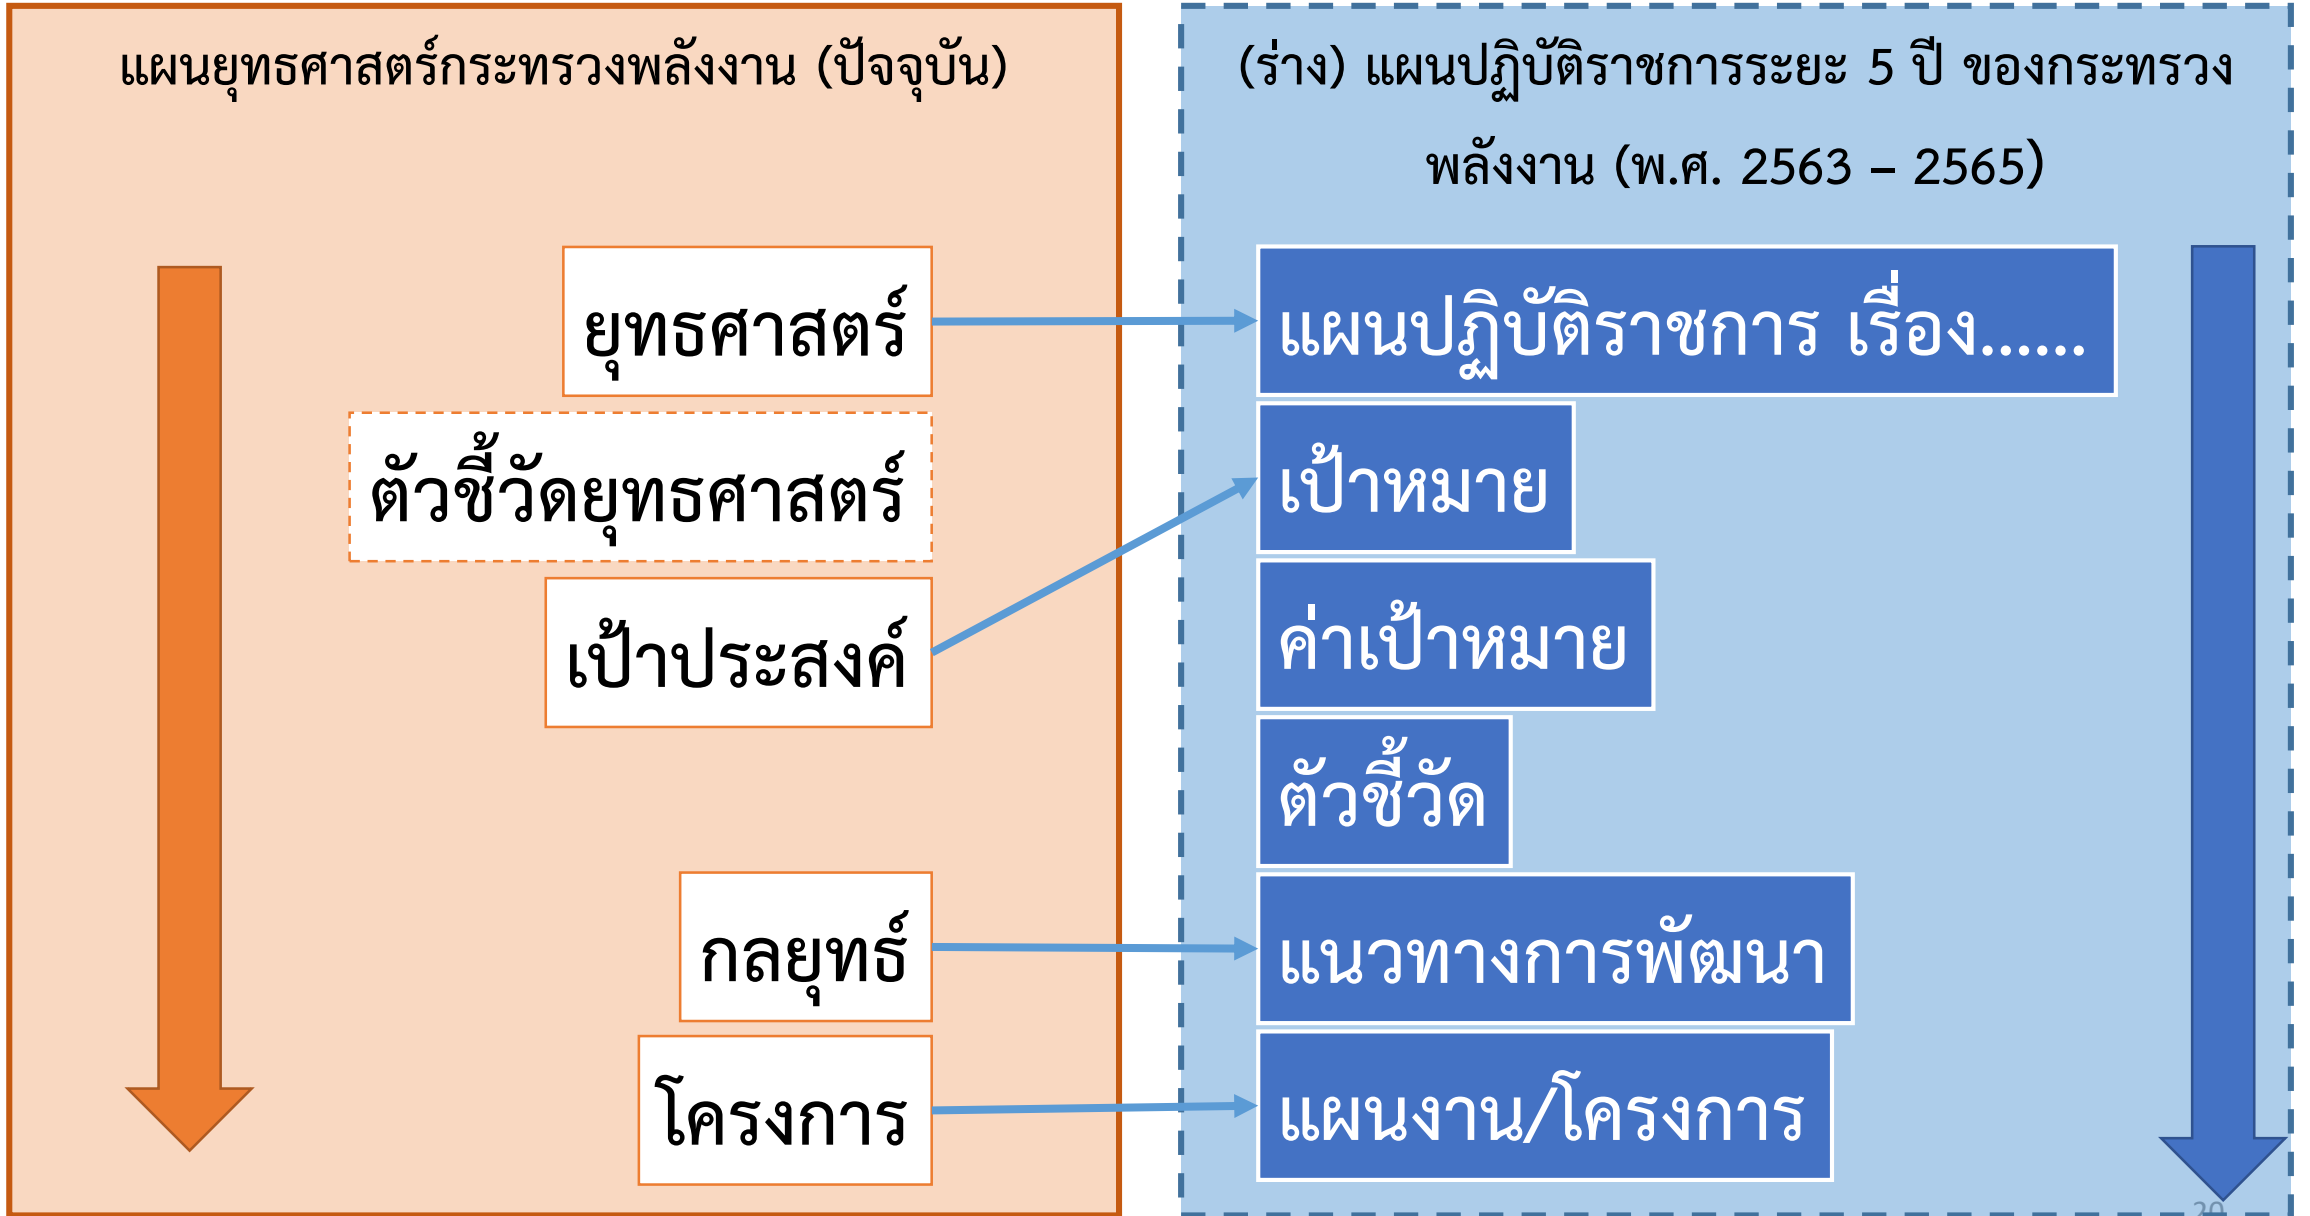 แผนยุทธศาสตร์กระทรวงพลังงาน (ปัจจุบัน)
ยุทธศาสตร์
ตัวชี้วัดยุทธศาสตร์
เป้าประสงค์
กลยุทธ์
โครงการ
(ร่าง) แผนปฏิบัติราชการระยะ 5 ปี ของกระทรวง
พลังงาน (พ.ศ. 2563 – 2565)
แผนปฏิบัติราชการ เรื่อง......
เป้าหมาย
ค่าเป้าหมาย
ตัวชี้วัด
แนวทางการพัฒนา
แผนงาน/โครงการ
20